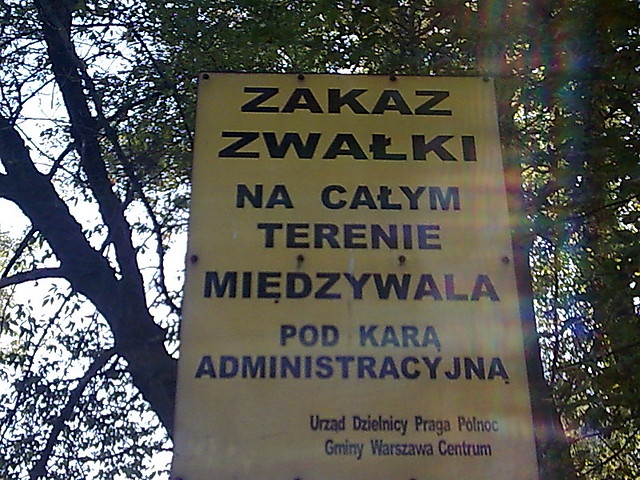 ZAKAZ
ZWAŁKI
NA CAŁYM
TERENIE
MIĘDZYWALA
POD KARĄ
ADMINISTRACYJNĄ
Urząd Dzielnicy Praga Północ
Gminy Warszawa Centrum